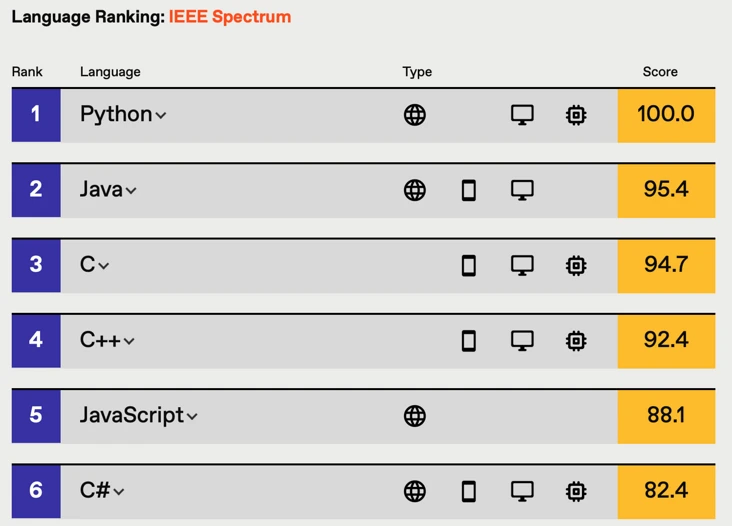 Language Ranking: IEEE Spectrum
Rank Language Type Score
1 Python 100.0
2 Java 95.4
3 C 94.7
4 C++ 92.4
5 JavaScript 88.1
6 C# 82.4